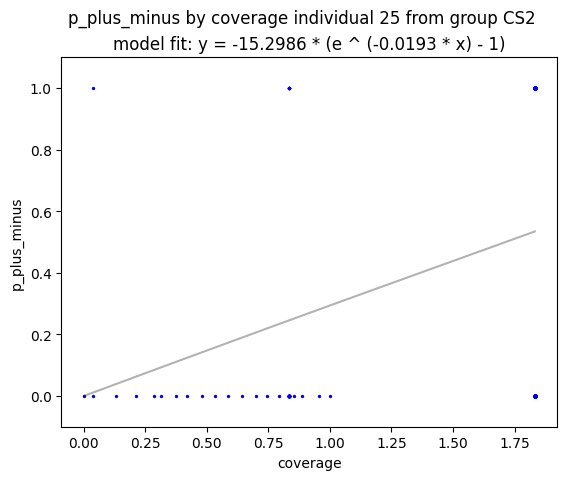 p_plus_minus by coverage individual 25 from group CS2
model fit: y = -15.2986 * (e ^ (-0.0193 * x) - 1)
1.0
0.8
0.6
0.4
0.2
0.0
p_plus_minus
0.00 0.25 0.50 0.75 1.00 1.25 1.50 1.75
coverage